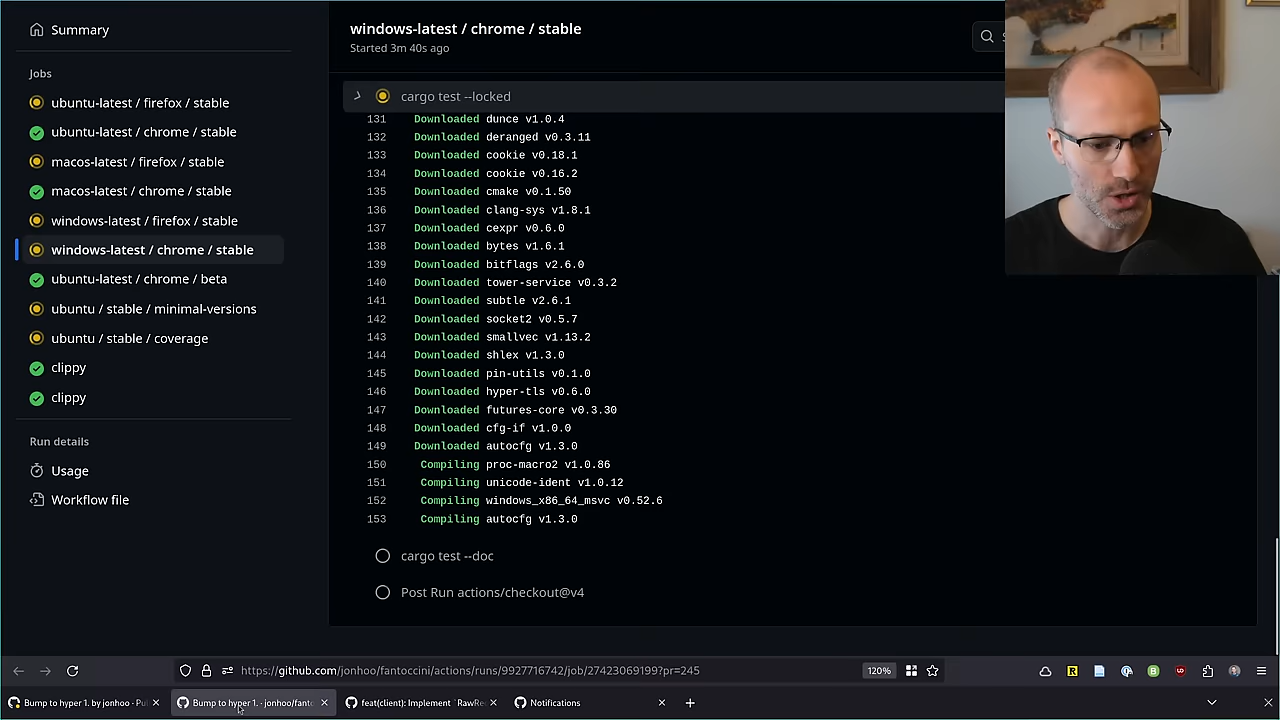 Summary
Jobs
ubuntu-latest / firefox / stable
ubuntu-latest / chrome / stable
macos-latest / firefox / stable
macos-latest / chrome / stable
windows-latest / firefox / stable
windows-latest / chrome / stable
ubuntu-latest / chrome / beta
ubuntu / stable / minimal-versions
ubuntu / stable / coverage
clippy
clippy
Run details
Usage
Workflow file
windows-latest / chrome / stable
Started 3m 40s ago
S
cargo test --locked
131 Downloaded dunce v1.0.4
132 Downloaded deranged v0.3.11
133 Downloaded cookie v0.18.1
134 Downloaded cookie v0.16.2
135 Downloaded cmake v0.1.50
136 Downloaded clang-sys v1.8.1
137 Downloaded cexpr v0.6.0
138 Downloaded bytes v1.6.1
139 Downloaded bitflags v2.6.0
140 Downloaded tower-service v0.3.2
141 Downloaded subtle v2.6.1
142 Downloaded socket2 v0.5.7
143 Downloaded smallvec v1.13.2
144 Downloaded shlex v1.3.0
145 Downloaded pin-utils v0.1.0
146 Downloaded hyper-tls v0.6.0
147 Downloaded futures-core v0.3.30
148 Downloaded cfg-if v1.0.0
149 Downloaded autocfg v1.3.0
150 Compiling proc-macro2 v1.0.86
151 Compiling unicode-ident v1.0.12
152 Compiling windows_x86_64_msvc v0.52.6
153 Compiling autocfg v1.3.0
cargo test --doc
Post Run actions/checkout@v4
https://github.com/jonhoo/fantoccini/actions/runs/9927716742/job/27423069199?pr=245
120%
Bump to hyper 1. by jonhoo · Pul
Bump to hyper 1. · jonhoo/fant
feat(client): Implement `RawRe
Notifications